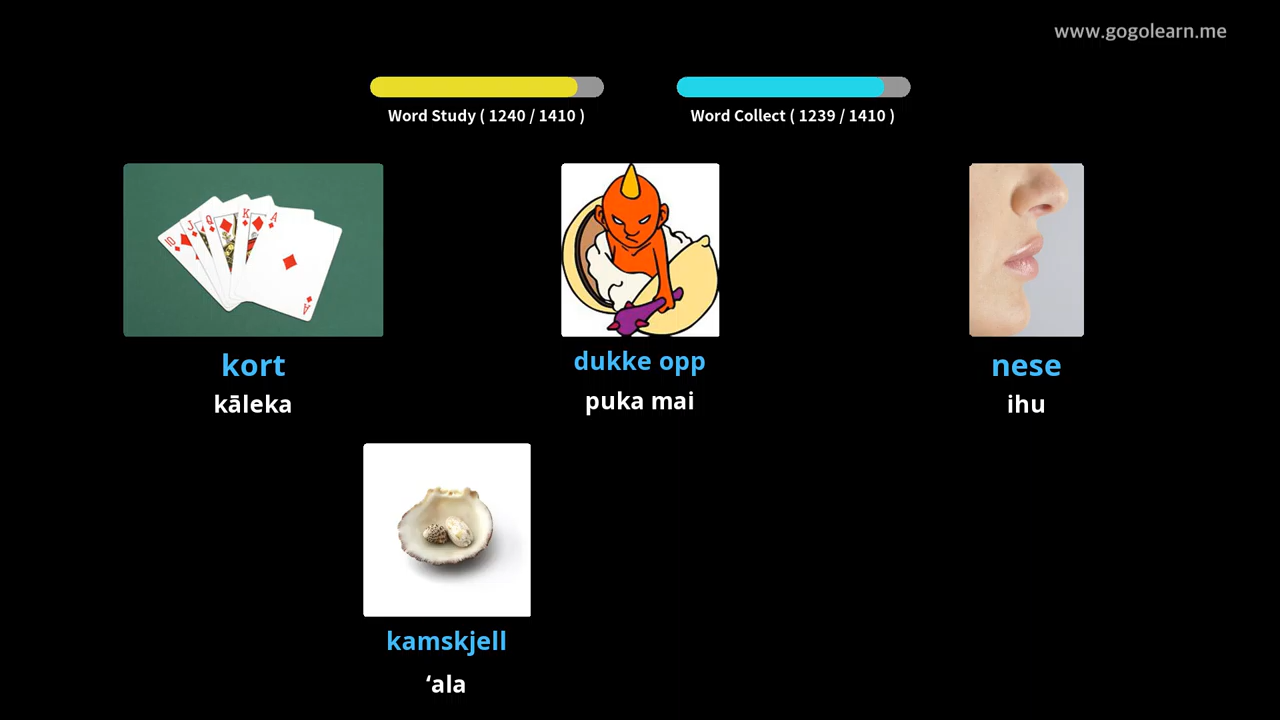 www.gogolearn.me
Word Study ( 1240 / 1410 )
Word Collect ( 1239 / 1410 )
10 J Q K A
A
kort
dukke opp
nese
kāleka
puka mai
ihu
kamskjell
ʻala